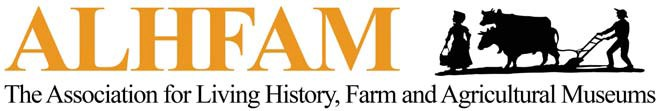 ALHFAM
The Association for Living History, Farm and Agricultural Museums